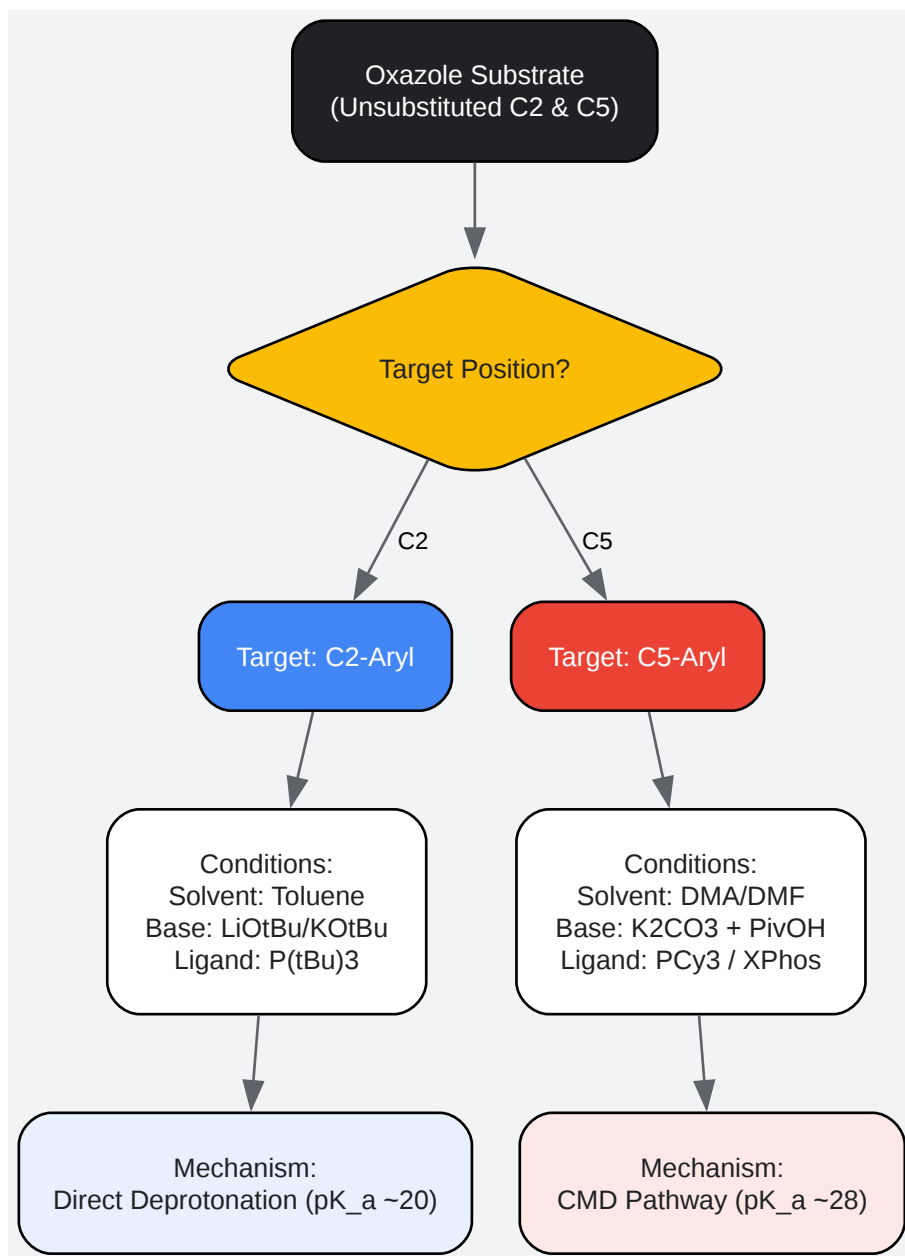 Oxazole Substrate
(Unsubstituted C2 & C5)
Target Position?
C2
C5
Target: C2-Aryl
Target: C5-Aryl
Conditions:
Solvent: Toluene
Base: LiOtBu/KOtBu
Ligand: P(tBu)3
Conditions:
Solvent: DMA/DMF
Base: K2CO3 + PivOH
Ligand: PCy3 / XPhos
Mechanism:
Direct Deprotonation (pK_a ~20)
Mechanism:
CMD Pathway (pK_a ~28)